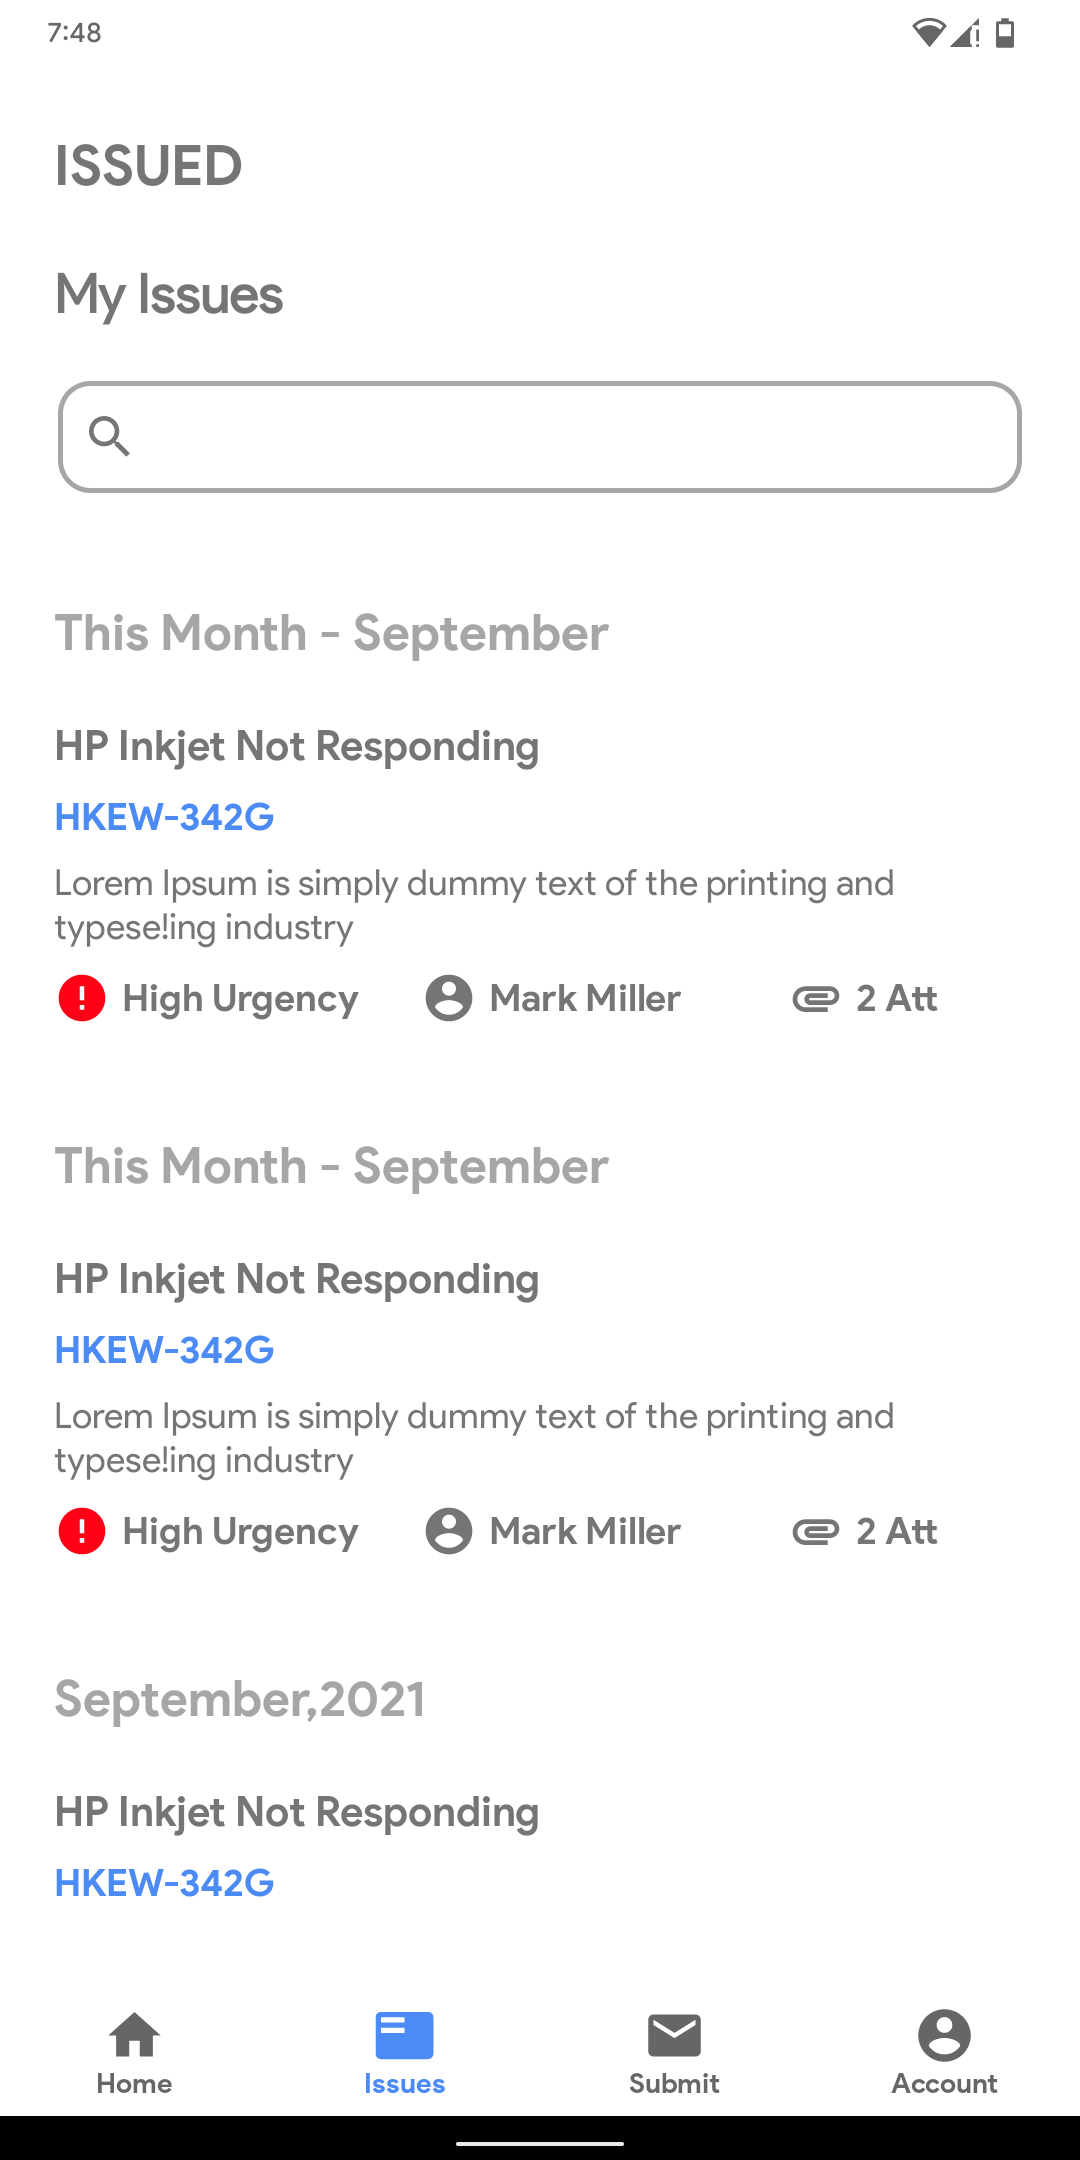 7:48
ISSUED
My Issues
This Month - September
HP Inkjet Not Responding
HKEW-342G
Lorem Ipsum is simply dummy text of the printing and
typese!ing industry
High Urgency Mark Miller 2 Att
This Month - September
HP Inkjet Not Responding
HKEW-342G
Lorem Ipsum is simply dummy text of the printing and
typese!ing industry
High Urgency Mark Miller 2 Att
September,2021
HP Inkjet Not Responding
HKEW-342G
Home Issues Submit Account